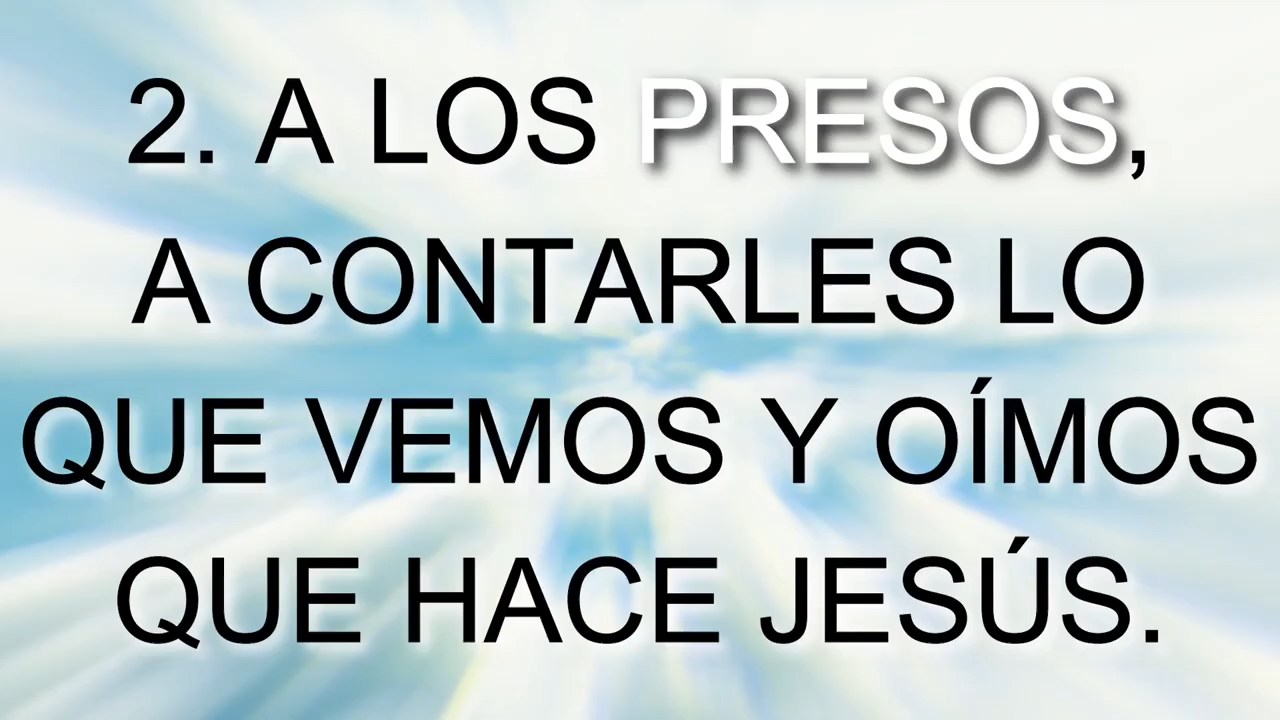 2. A LOS PRESOS,
A CONTARLES LO
QUE VEMOS Y OÍMOS
QUE HACE JESÚS.